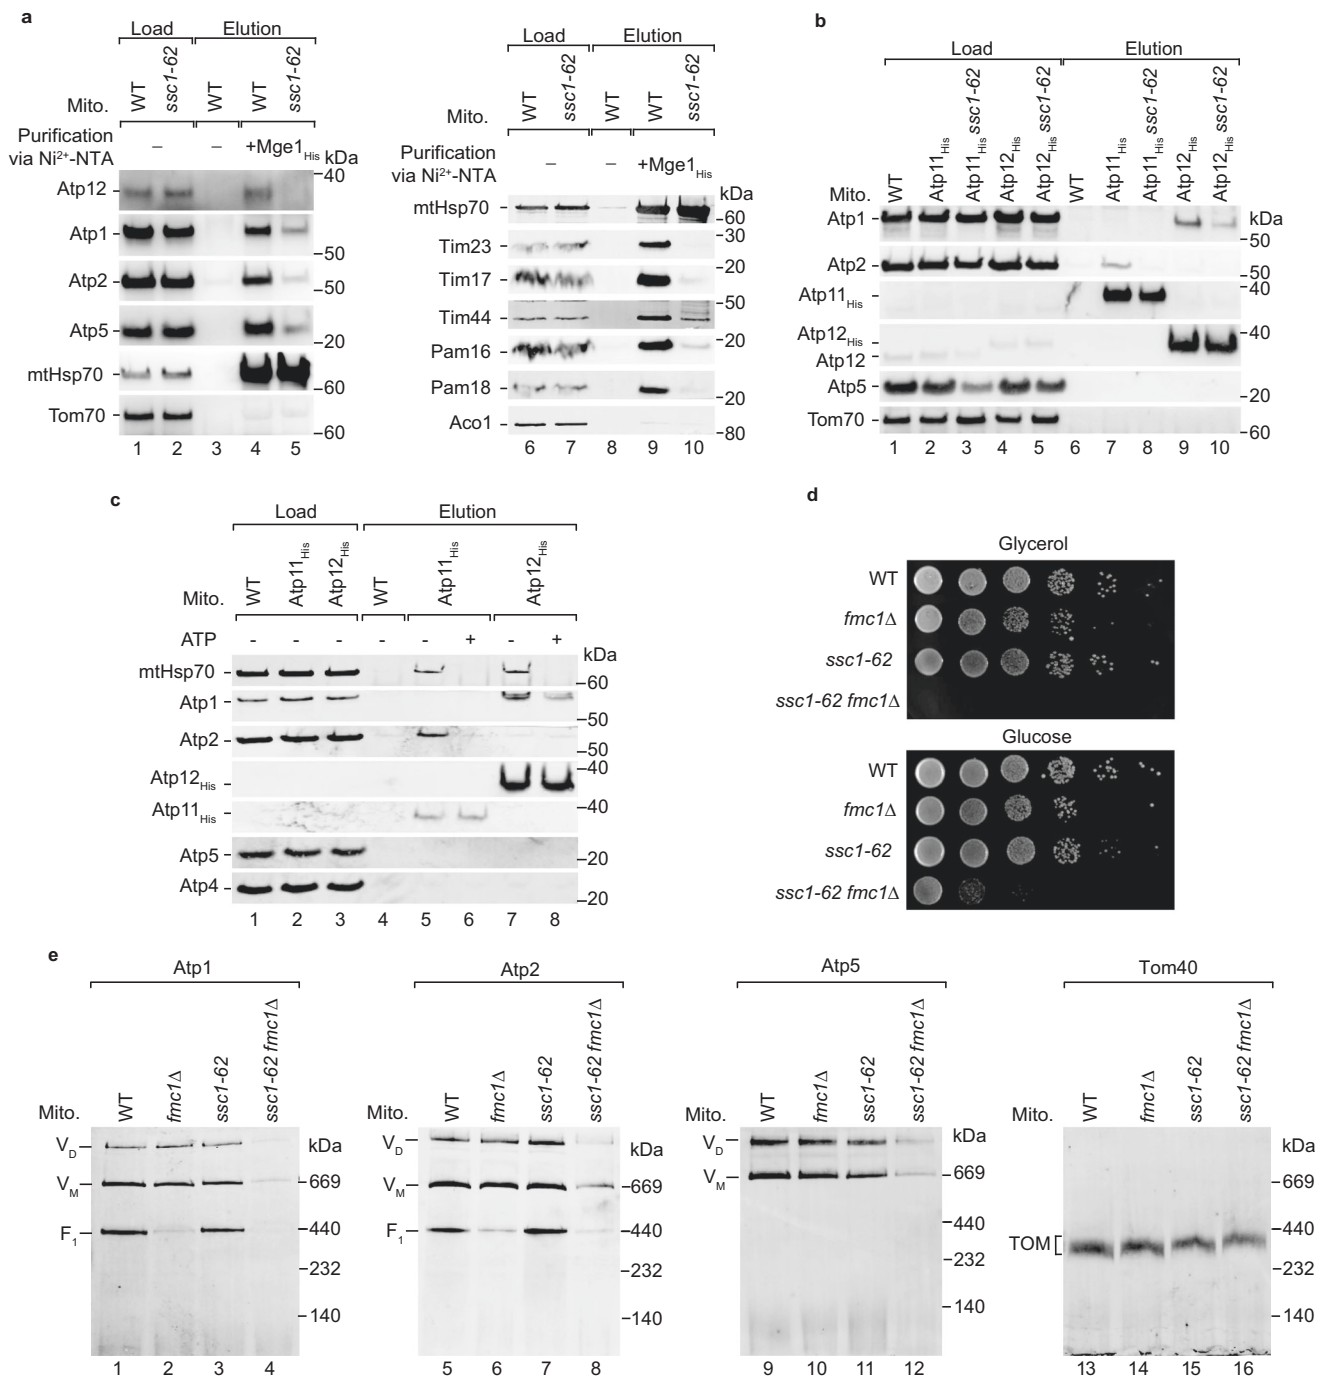 a
Load Elution
Mito. WT ssc1-62 WT WT ssc1-62
Purification
via Ni2+-NTA – – +Mge1His kDa
40
Atp12
Atp1
50
Atp2
50
Atp5
20
mtHsp70
60
Tom70
60
1 2 3 4 5
Load Elution
Mito. WT ssc1-62 WT WT ssc1-62
Purification
via Ni2+-NTA – – +Mge1His
kDa
mtHsp70
60
30
Tim23
20
Tim17
50
Tim44
20
Pam16
Pam18
20
Aco1
80
6 7 8 9 10
b
Load Elution
Mito. WT Atp11His Atp11His ssc1-62 Atp12His Atp12His ssc1-62 WT Atp11His Atp11His ssc1-62 Atp12His Atp12His ssc1-62
Atp1 kDa
50
Atp2
50
40
Atp11His
Atp12His 40
Atp12
Atp5
20
Tom70
60
1 2 3 4 5 6 7 8 9 10
c
Load Elution
Mito. WT Atp11His Atp12His WT Atp11His Atp12His
ATP - - - - - + - +
kDa
mtHsp70
60
Atp1
50
Atp2
50
40
Atp12His
Atp11His 40
Atp5
20
Atp4
20
1 2 3 4 5 6 7 8
d
Glycerol
WT
fmc1Δ
ssc1-62
ssc1-62 fmc1Δ
Glucose
WT
fmc1Δ
ssc1-62
ssc1-62 fmc1Δ
e
Atp1
Mito. WT fmc1Δ ssc1-62 ssc1-62 fmc1Δ
VD kDa
VM 669
F1 440
232
140
1 2 3 4
Atp2
Mito. WT fmc1Δ ssc1-62 ssc1-62 fmc1Δ
VD kDa
VM 669
F1 440
232
140
5 6 7 8
Atp5
Mito. WT fmc1Δ ssc1-62 ssc1-62 fmc1Δ
VD kDa
VM 669
440
232
140
9 10 11 12
Tom40
Mito. WT fmc1Δ ssc1-62 ssc1-62 fmc1Δ
kDa
669
440
TOM
232
140
13 14 15 16